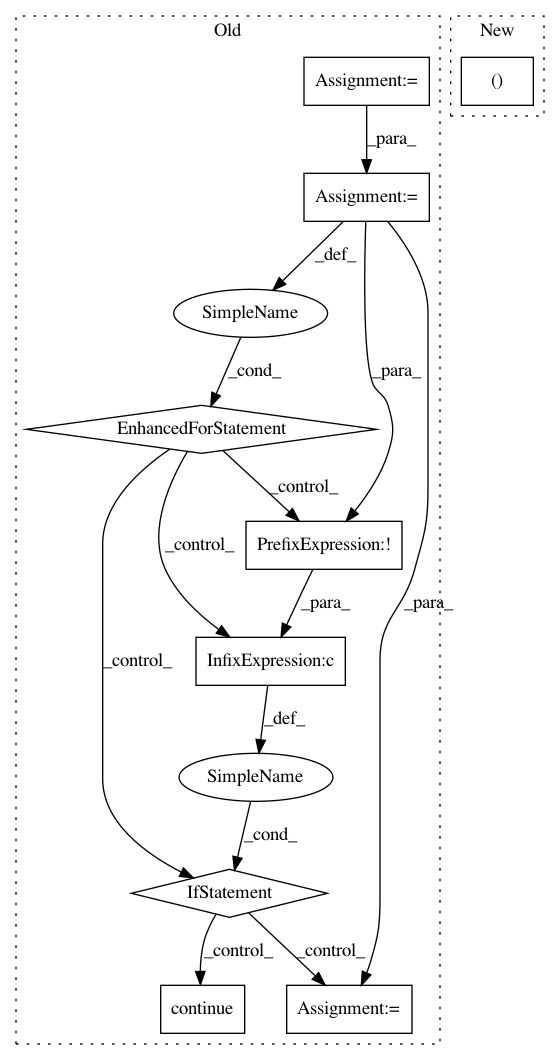 Old
New
Assignment:=
()
_para_
Assignment:=
_def_
SimpleName
_cond_
_para_
EnhancedForStatement
_control_
_control_
PrefixExpression:!
_para_
_para_
_control_
InfixExpression:c
_def_
SimpleName
_cond_
IfStatement
_control_
_control_
continue
Assignment:=